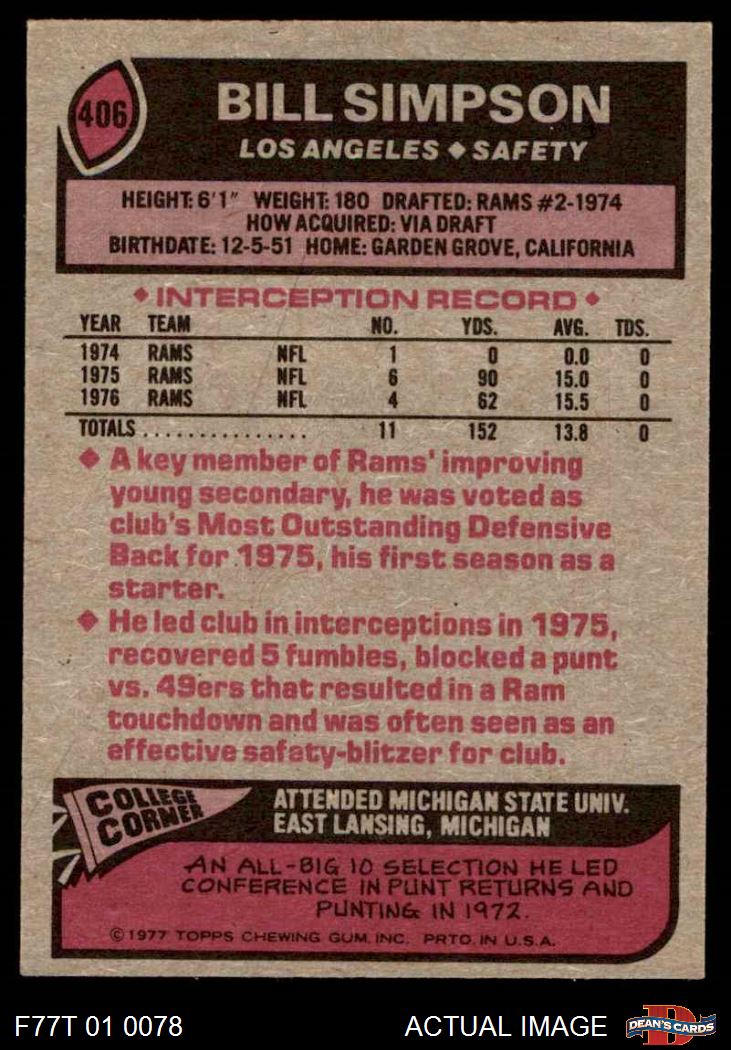 406
BILL SIMPSON
LOS ANGELES ◆ SAFETY
HEIGHT: 6'1" WEIGHT: 180 DRAFTED: RAMS #2-1974
HOW ACQUIRED: VIA DRAFT
BIRTHDATE: 12-5-51 HOME: GARDEN GROVE, CALIFORNIA
◆ INTERCEPTION RECORD ◆
YEAR TEAM NO. YDS. AVG. TDS.
1974 RAMS NFL 1 0 0.0 0
1975 RAMS NFL 6 90 15.0 0
1976 RAMS NFL 4 62 15.5 0
TOTALS ................ 11 152 13.8 0
◆ A key member of Rams' improving
young secondary, he was voted as
club's Most Outstanding Defensive
Back for 1975, his first season as a
starter.
◆ He led club in interceptions in 1975,
recovered 5 fumbles, blocked a punt
vs. 49ers that resulted in a Ram
touchdown and was often seen as an
effective safaty-blitzer for club.
COLLEGE
CORNER
ATTENDED MICHIGAN STATE UNIV.
EAST LANSING, MICHIGAN
AN ALL-BIG 10 SELECTION HE LED
CONFERENCE IN PUNT RETURNS AND
PUNTING IN 1972.
©1977 TOPPS CHEWING GUM, INC. PRTD. IN U.S.A.
F77T 01 0078
ACTUAL IMAGE
D
DEAN'S CARDS